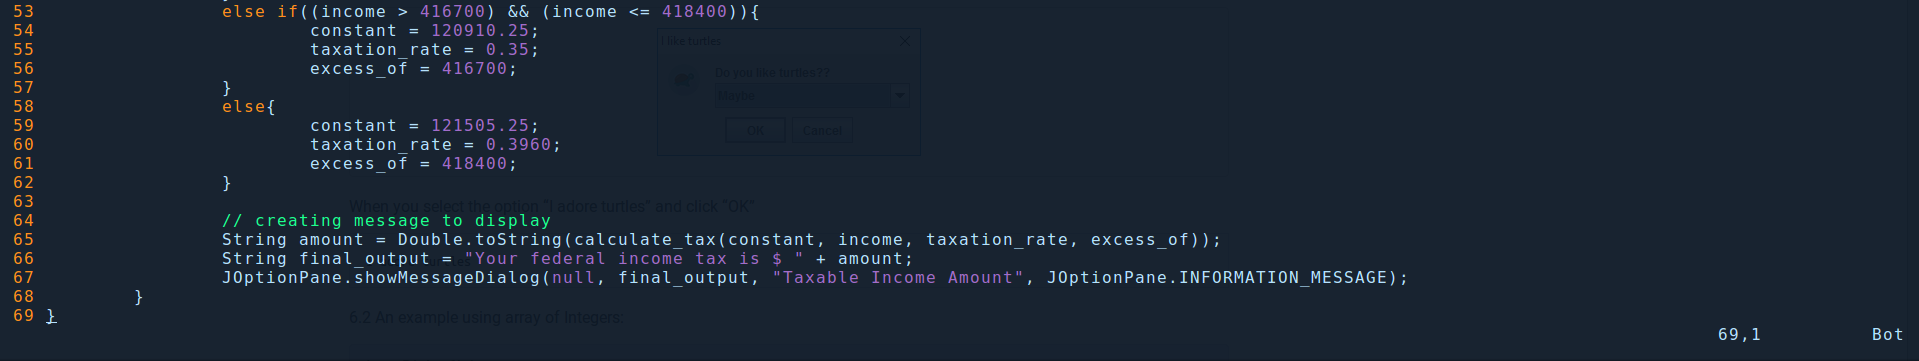 53 else if((income > 416700) && (income <= 418400)){
54 constant = 120910.25;
55 taxation_rate = 0.35;
I like turtles
56 excess_of = 416700;
Do you like turtles??
57 }
Maybe
58 else{
59 constant = 121505.25;
OK Cancel
60 taxation_rate = 0.3960;
61 excess_of = 418400;
62 }
63
When you select the option "I adore turtles" and click "OK"
64 // creating message to display
65 String amount = Double.toString(calculate_tax(constant, income, taxation_rate, excess_of));
66 String final_output = "Your federal income tax is $ " + amount;
67 JOptionPane.showMessageDialog(null, final_output, "Taxable Income Amount", JOptionPane.INFORMATION_MESSAGE);
68 }
69 }
6.2 An example using array of Integers:
69,1 Bot